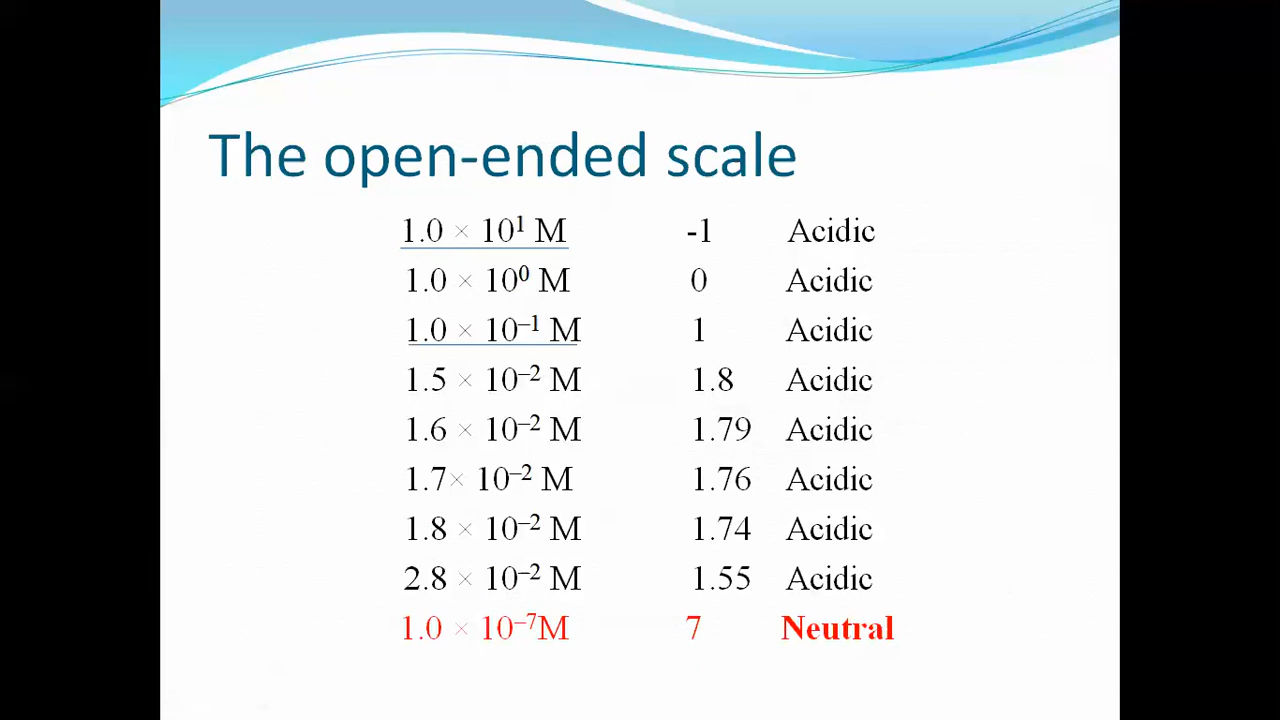 The open-ended scale
1.0 × 10¹ M -1 Acidic
1.0 × 10⁰ M 0 Acidic
1.0 × 10⁻¹ M 1 Acidic
1.5 × 10⁻² M 1.8 Acidic
1.6 × 10⁻² M 1.79 Acidic
1.7× 10⁻² M 1.76 Acidic
1.8 × 10⁻² M 1.74 Acidic
2.8 × 10⁻² M 1.55 Acidic
1.0 × 10⁻⁷M 7 Neutral